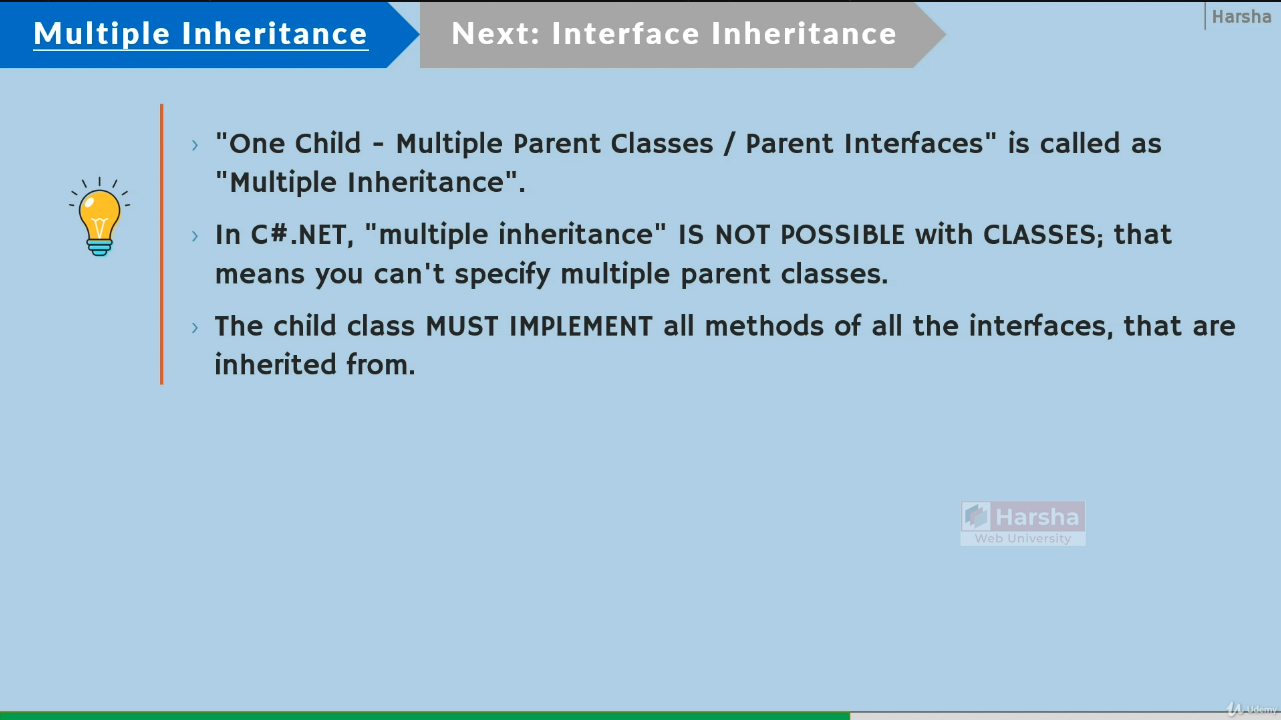 Multiple Inheritance
Next: Interface Inheritance
Harsha
"One Child - Multiple Parent Classes / Parent Interfaces" is called as
"Multiple Inheritance".
In C#.NET, "multiple inheritance" IS NOT POSSIBLE with CLASSES; that
means you can't specify multiple parent classes.
The child class MUST IMPLEMENT all methods of all the interfaces, that are
inherited from.
Harsha
Web University
Udemy